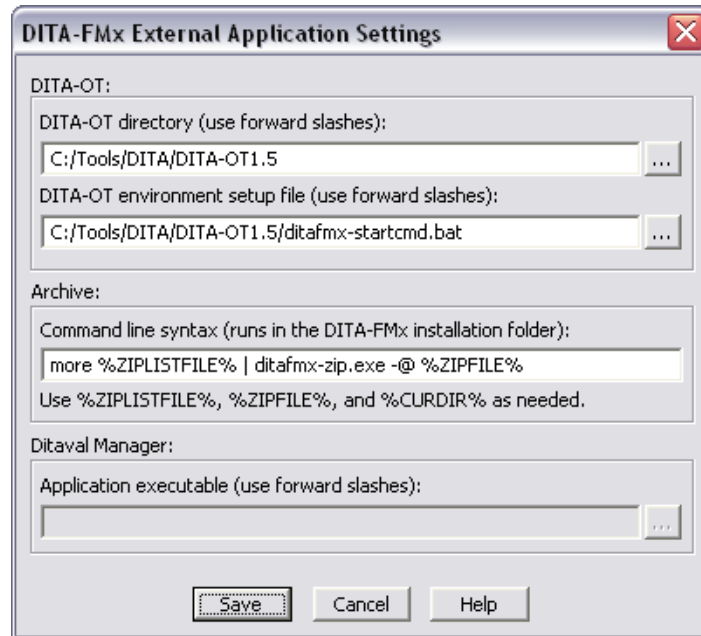 DITA-FMx External Application Settings
DITA-OT:
DITA-OT directory (use forward slashes):
C:/Tools/DITA/DITA-OT1.5
...
DITA-OT environment setup file (use forward slashes):
C:/Tools/DITA/DITA-OT1.5/ditafmx-startcmd.bat
...
Archive:
Command line syntax (runs in the DITA-FMx installation folder):
more %ZIPLISTFILE% | ditafmx-zip.exe -@ %ZIPFILE%
Use %ZIPLISTFILE%, %ZIPFILE%, and %CURDIR% as needed.
Ditaval Manager:
Application executable (use forward slashes):
...
Save Cancel Help